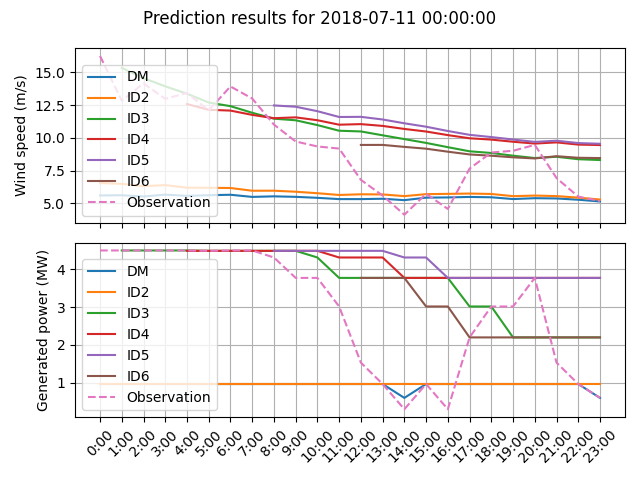 Prediction results for 2018-07-11 00:00:00
Wind speed (m/s)
15.0
12.5
10.0
7.5
5.0
DM
ID2
ID3
ID4
ID5
ID6
Observation
Generated power (MW)
4
3
2
1
DM
ID2
ID3
ID4
ID5
ID6
Observation
0:00 1:00 2:00 3:00 4:00 5:00 6:00 7:00 8:00 9:00 10:00 11:00 12:00 13:00 14:00 15:00 16:00 17:00 18:00 19:00 20:00 21:00 22:00 23:00